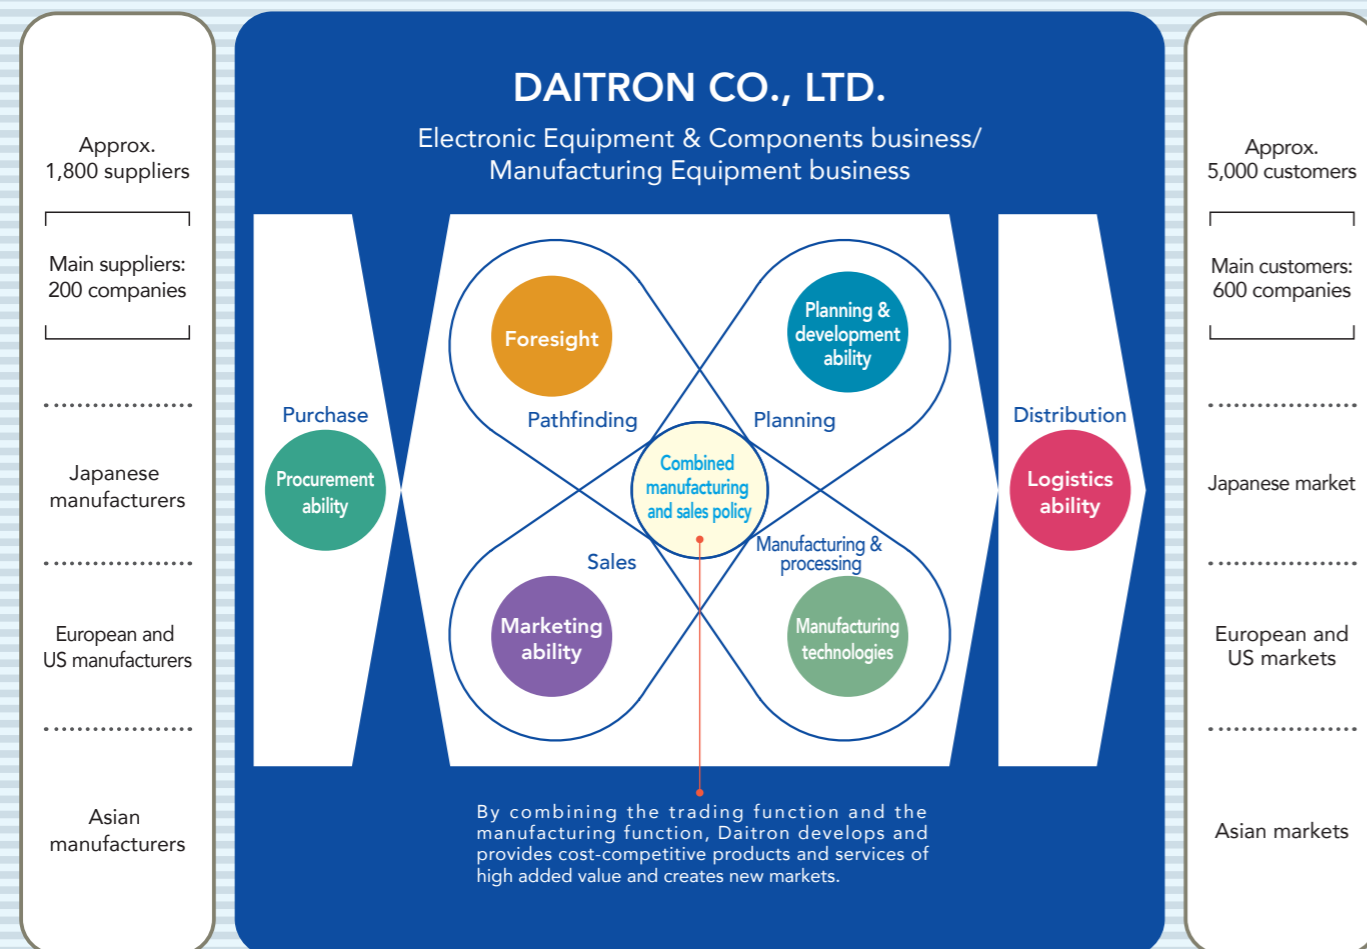 Approx.
1,800 suppliers
Main suppliers:
200 companies
Japanese
manufacturers
European and
US manufacturers
Asian
manufacturers
DAITRON CO., LTD.
Electronic Equipment & Components business/
Manufacturing Equipment business
Purchase
Procurement
ability
Foresight
Pathfinding
Planning &
development
ability
Planning
Combined
manufacturing
and sales policy
Sales
Marketing
ability
Manufacturing &
processing
Manufacturing
technologies
Distribution
Logistics
ability
By combining the trading function and the
manufacturing function, Daitron develops and
provides cost-competitive products and services of
high added value and creates new markets.
Approx.
5,000 customers
Main customers:
600 companies
Japanese market
European and
US markets
Asian markets